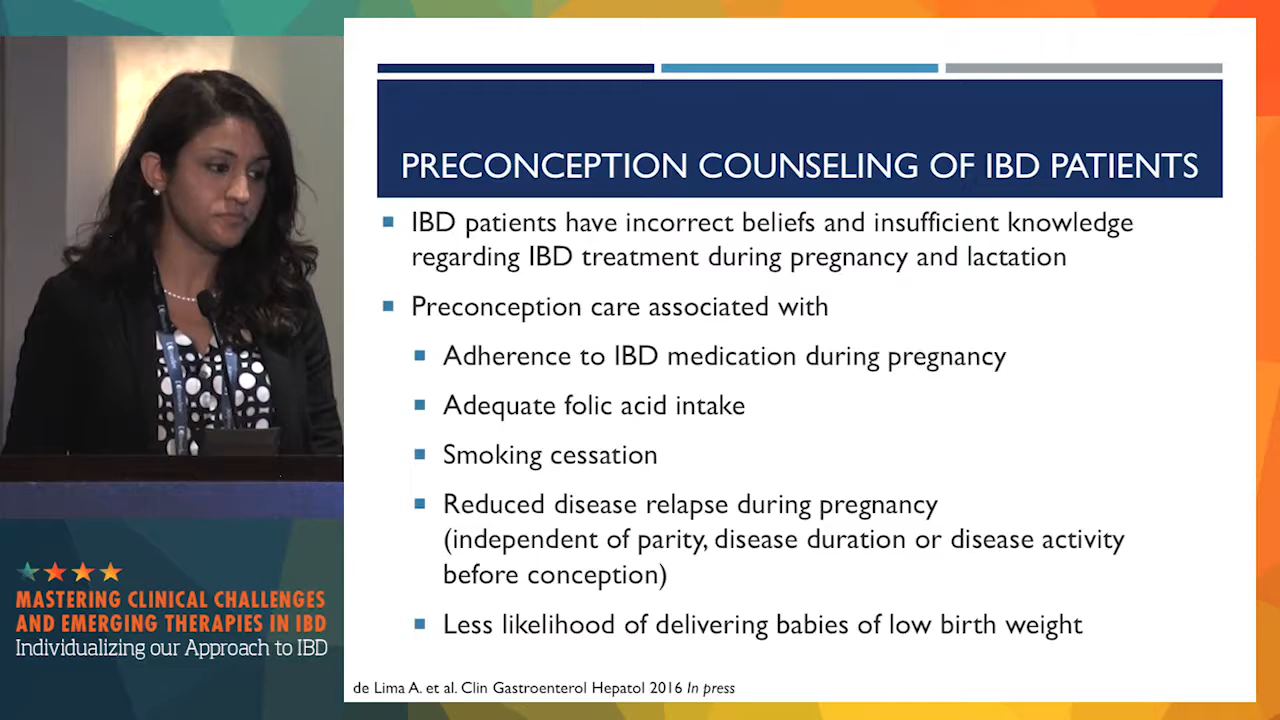 PRECONCEPTION COUNSELING OF IBD PATIENTS
IBD patients have incorrect beliefs and insufficient knowledge
regarding IBD treatment during pregnancy and lactation
Preconception care associated with
Adherence to IBD medication during pregnancy
Adequate folic acid intake
Smoking cessation
Reduced disease relapse during pregnancy
(independent of parity, disease duration or disease activity
before conception)
Less likelihood of delivering babies of low birth weight
de Lima A. et al. Clin Gastroenterol Hepatol 2016 In press
MASTERING CLINICAL CHALLENGES
AND EMERGING THERAPIES IN IBD
Individualizing our Approach to IBD